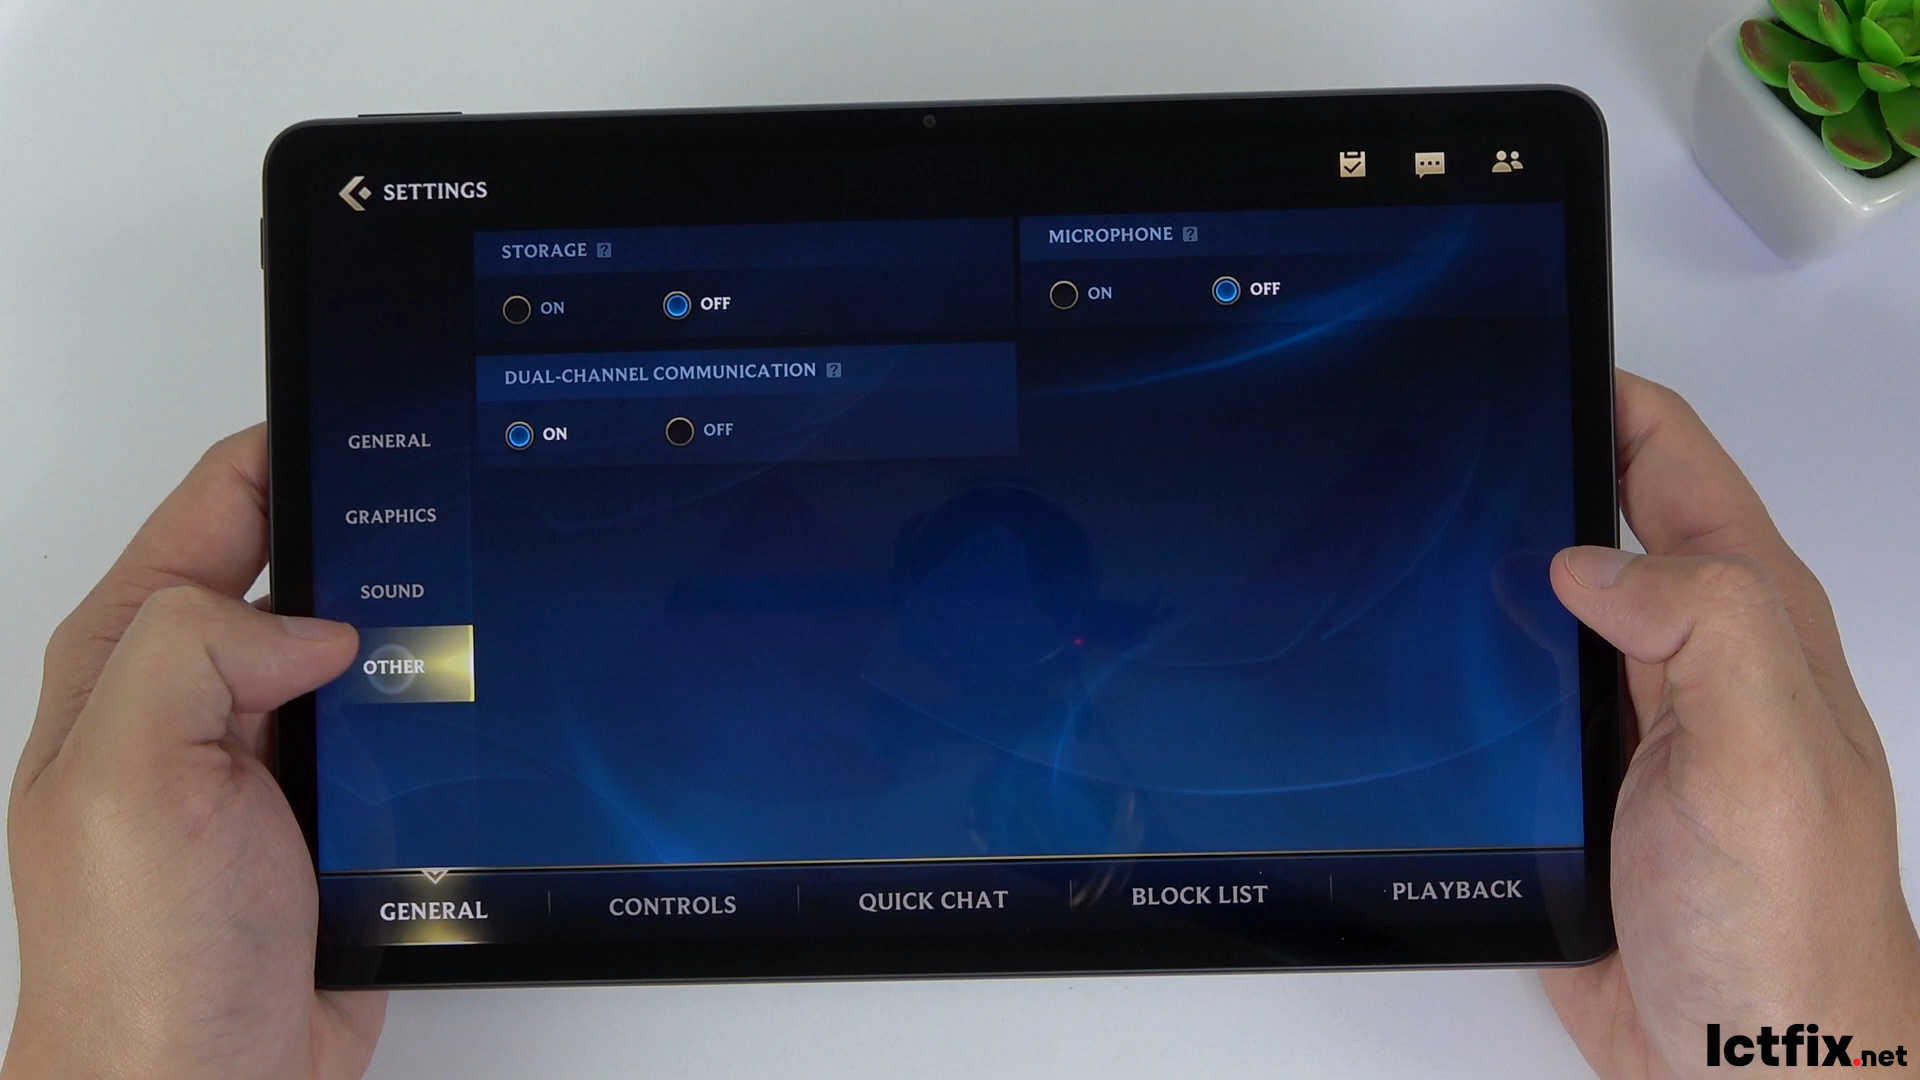 SETTINGS
STORAGE ?
ON OFF
MICROPHONE ?
ON OFF
DUAL-CHANNEL COMMUNICATION ?
ON OFF
GENERAL
GRAPHICS
SOUND
OTHER
GENERAL CONTROLS QUICK CHAT BLOCK LIST PLAYBACK
Ictfix.net